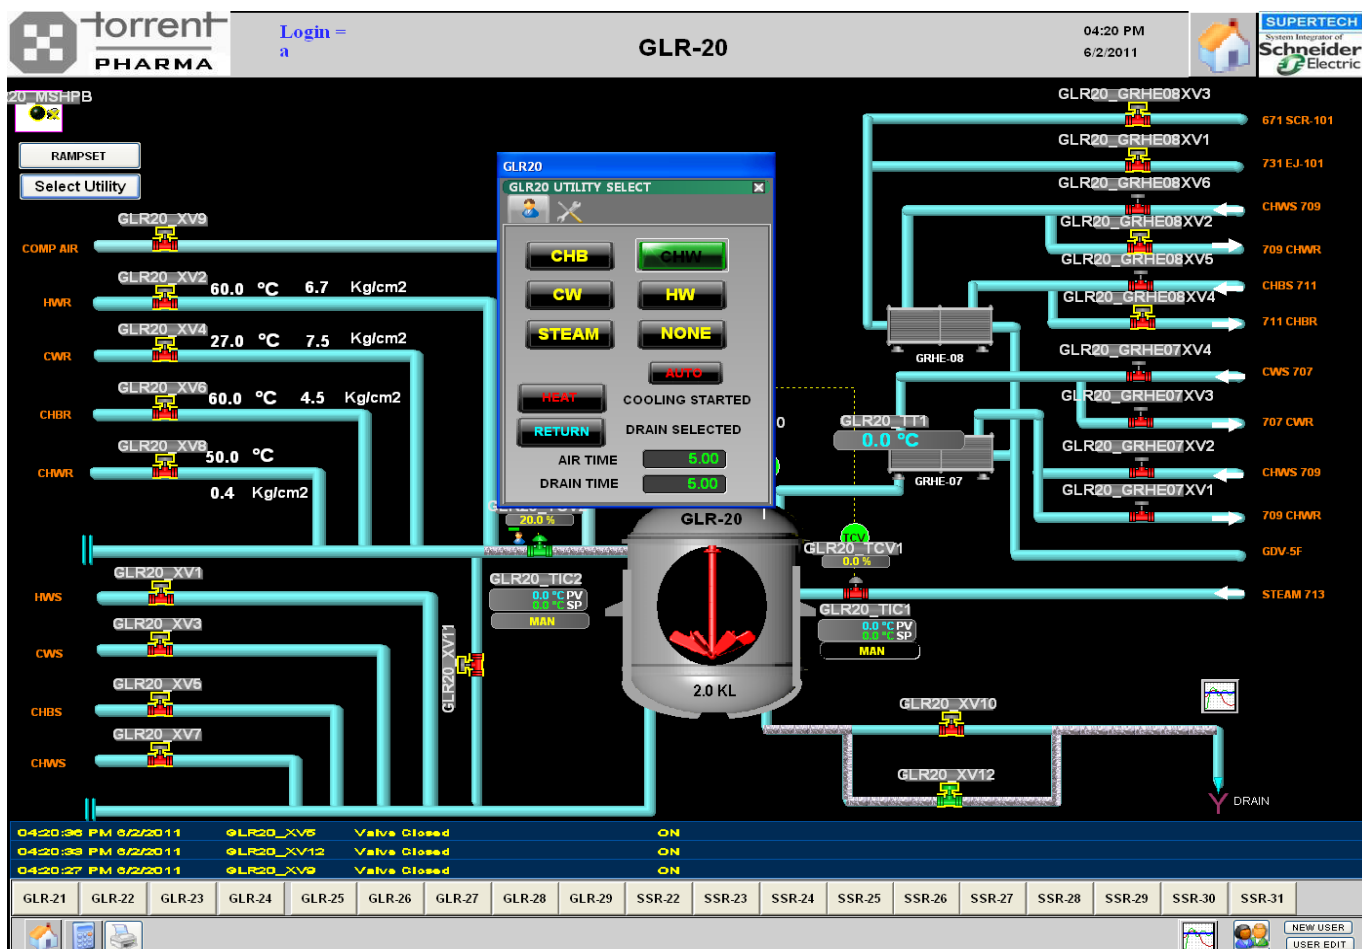 torrent
PHARMA
Login =
a
GLR-20
04:20 PM
6/2/2011
SUPERTECH
System Integrator of
Schneider
Electric
20_MSHPB
RAMPSET
Select Utility
GLR20_XV9
COMP AIR
GLR20_XV2
60.0 °C 6.7 Kg/cm2
HWR
GLR20_XV4
27.0 °C 7.5 Kg/cm2
CWR
GLR20_XV6
60.0 °C 4.5 Kg/cm2
CHBR
GLR20_XV8
50.0 °C
CHWR
0.4 Kg/cm2
GLR20
GLR20 UTILITY SELECT
CHB
CHW
CW
HW
STEAM
NONE
AUTO
HEAT
COOLING STARTED
RETURN
DRAIN SELECTED
AIR TIME 5.00
DRAIN TIME 5.00
0
GLR20_GRHE08XV3
671 SCR-101
GLR20_GRHE08XV1
731 EJ-101
GLR20_GRHE08XV6
CHWS 709
GLR20_GRHE08XV2
709 CHWR
GLR20_GRHE08XV5
CHBS 711
GLR20_GRHE08XV4
711 CHBR
GRHE-08
GLR20_GRHE07XV4
CWS 707
GLR20_GRHE07XV3
707 CWR
GLR20_TT1
0.0 °C
GLR20_GRHE07XV2
CHWS 709
GRHE-07
GLR20_GRHE07XV1
709 CHWR
GDV-5F
STEAM 713
20.0 %
GLR-20
TCV
GLR20_TCV1
0.0 %
GLR20_TIC2
0.0 °C PV
0.0 °C SP
MAN
GLR20_TIC1
0.0 °C PV
0.0 °C SP
MAN
2.0 KL
GLR20_XV1
HWS
GLR20_XV3
CWS
GLR20_XV11
GLR20_XV5
CHBS
GLR20_XV7
CHWS
GLR20_XV10
GLR20_XV12
DRAIN
04:20:36 PM 6/2/2011 GLR20_XV5 Valve Closed ON
04:20:33 PM 6/2/2011 GLR20_XV12 Valve Closed ON
04:20:27 PM 6/2/2011 GLR20_XV9 Valve Closed ON
GLR-21 GLR-22 GLR-23 GLR-24 GLR-25 GLR-26 GLR-27 GLR-28 GLR-29 SSR-22 SSR-23 SSR-24 SSR-25 SSR-26 SSR-27 SSR-28 SSR-29 SSR-30 SSR-31
NEW USER
USER EDIT